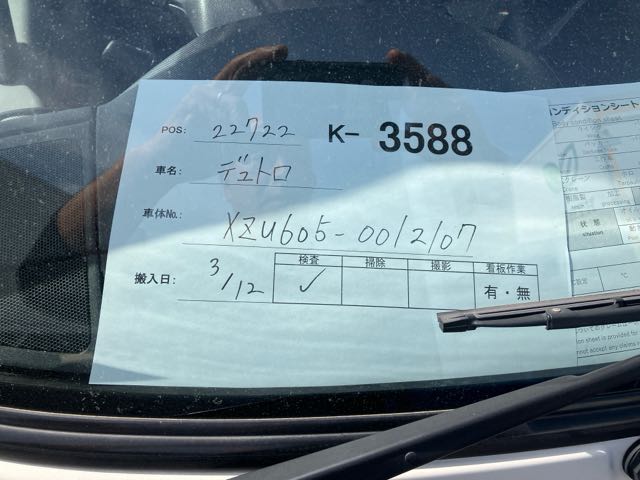 POS: 22722 K- 3588
車名: デュトロ
車体No.: XZU605-0012107
搬入日: 3/12
検査 掃除 撮影 看板作業
✓ 有・無
ンディションシート
状態